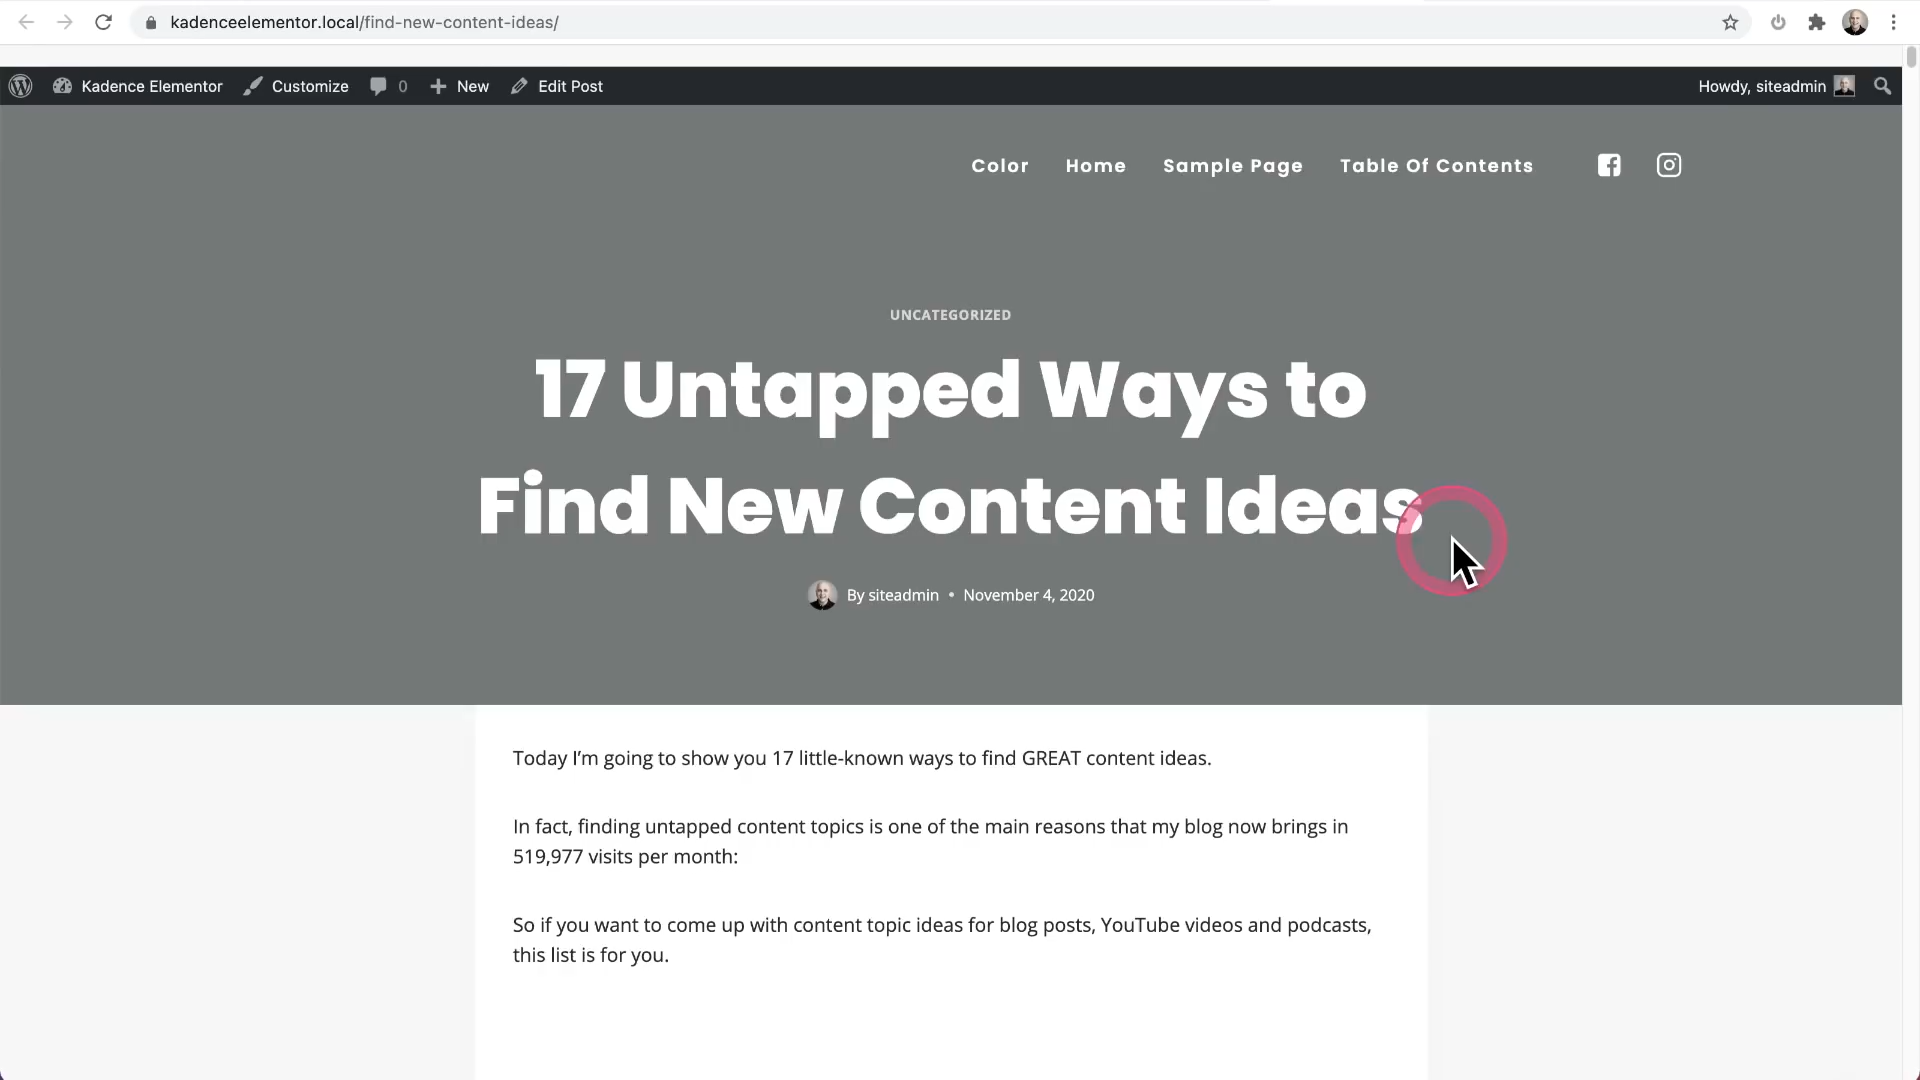 kadenceelementor.local/find-new-content-ideas/
Kadence Elementor Customize 0 New Edit Post Howdy, siteadmin
Color Home Sample Page Table Of Contents
UNCATEGORIZED
17 Untapped Ways to
Find New Content Ideas
By siteadmin • November 4, 2020
Today I’m going to show you 17 little-known ways to find GREAT content ideas.
In fact, finding untapped content topics is one of the main reasons that my blog now brings in
519,977 visits per month:
So if you want to come up with content topic ideas for blog posts, YouTube videos and podcasts,
this list is for you.